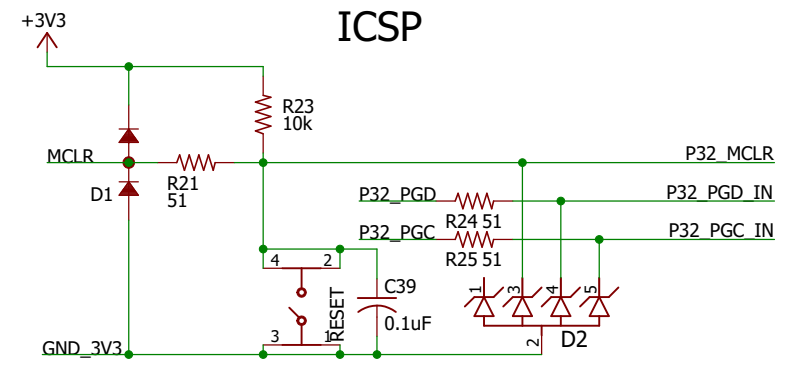 ICSP
+3V3
R23
10k
MCLR
R21
51
D1
P32_MCLR
P32_PGD
R24 51
P32_PGD_IN
P32_PGC
R25 51
P32_PGC_IN
4
2
RESET
3
1
C39
0.1uF
1
3
4
5
2
D2
GND_3V3